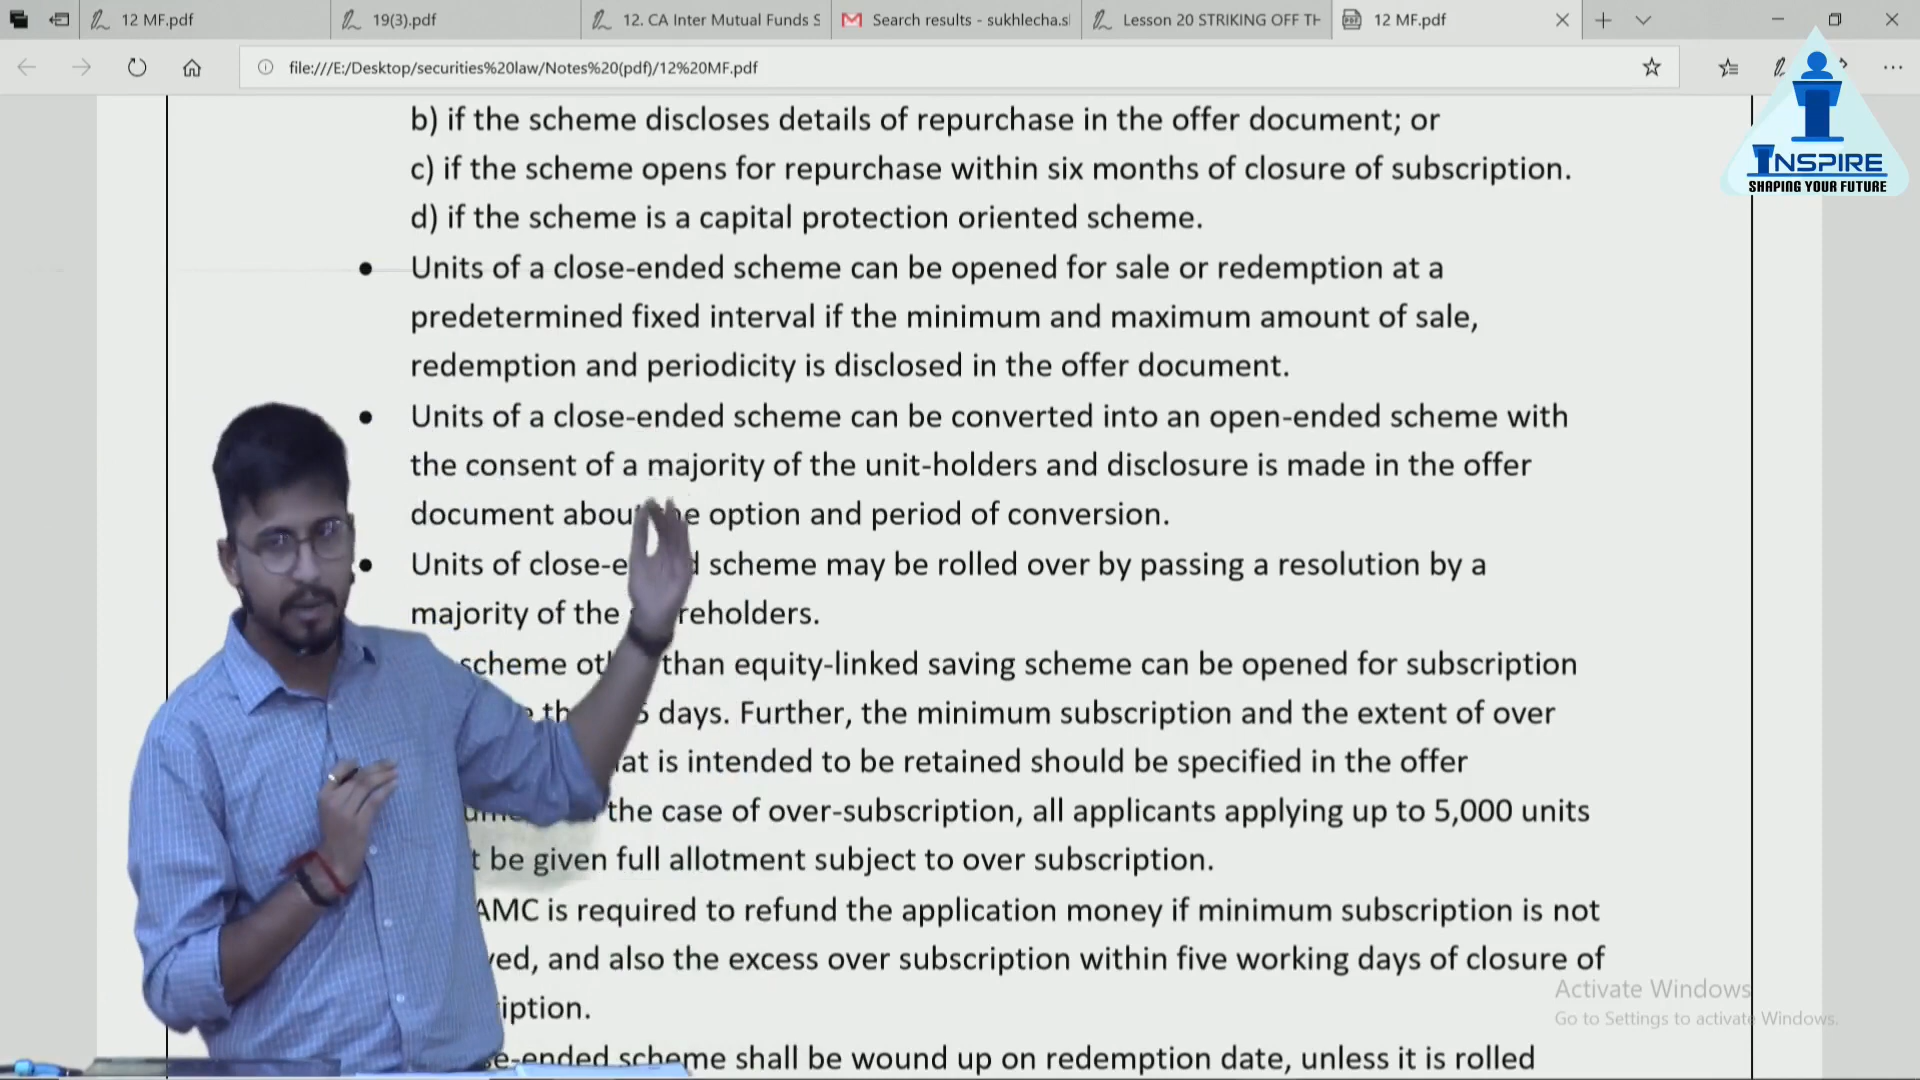 12 MF.pdf
19(3).pdf
12. CA Inter Mutual Funds S
Search results - sukhlecha.s
Lesson 20 STRIKING OFF TH
12 MF.pdf
file:///E:/Desktop/securities%20law/Notes%20(pdf)/12%20MF.pdf
INSPIRE
SHAPING YOUR FUTURE
b) if the scheme discloses details of repurchase in the offer document; or
c) if the scheme opens for repurchase within six months of closure of subscription.
d) if the scheme is a capital protection oriented scheme.
• Units of a close-ended scheme can be opened for sale or redemption at a
predetermined fixed interval if the minimum and maximum amount of sale,
redemption and periodicity is disclosed in the offer document.
• Units of a close-ended scheme can be converted into an open-ended scheme with
the consent of a majority of the unit-holders and disclosure is made in the offer
document about option and period of conversion.
• Units of scheme may be rolled over by passing a resolution by a
majority of the
scheme than equity-linked saving scheme can be opened for subscription
days. Further, the minimum subscription and the extent of over
is intended to be retained should be specified in the offer
the case of over-subscription, all applicants applying up to 5,000 units
be given full allotment subject to over subscription.
AMC is required to refund the application money if minimum subscription is not
and also the excess over subscription within five working days of closure of
scheme shall be wound up on redemption date, unless it is rolled
Activate Windows
Go to Settings to activate Windows.